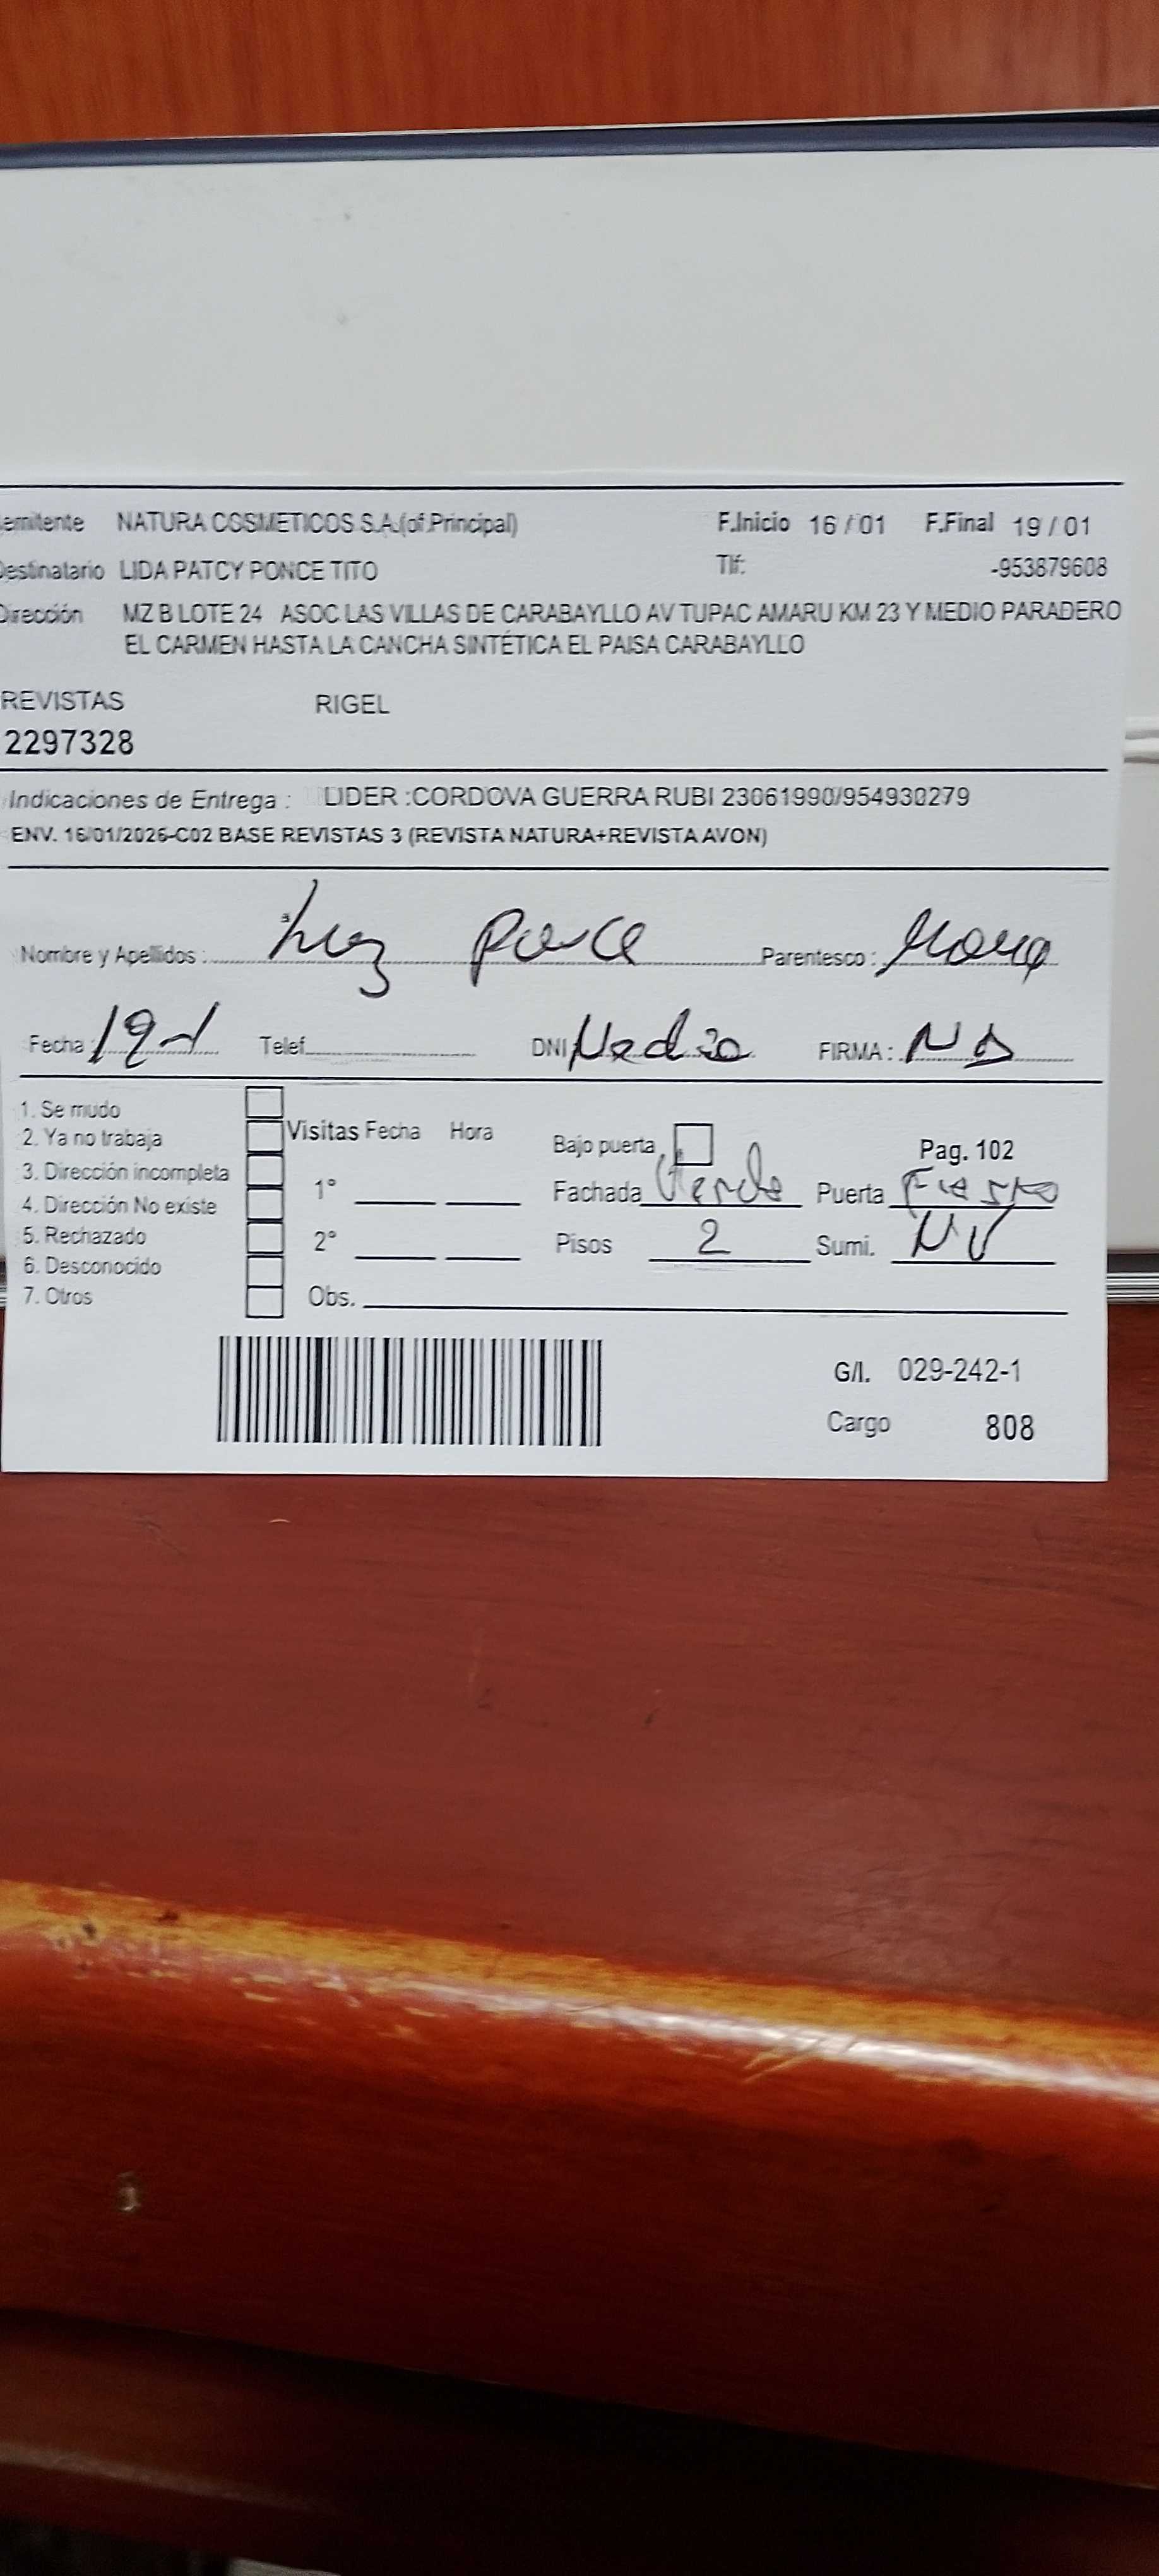 emitente NATURA COSMETICOS S.A.(of.Principal) F.Inicio 16 / 01 F.Final 19 / 01
Destinatario LIDA PATCY PONCE TITO Tlf: -953879608
Dirección MZ B LOTE 24 ASOC LAS VILLAS DE CARABAYLLO AV TUPAC AMARU KM 23 Y MEDIO PARADERO
EL CARMEN HASTA LA CANCHA SINTÉTICA EL PAISA CARABAYLLO
REVISTAS RIGEL
2297328
Indicaciones de Entrega : LIDER :CORDOVA GUERRA RUBI 23061990/954930279
ENV. 16/01/2026-C02 BASE REVISTAS 3 (REVISTA NATURA+REVISTA AVON)
Nombre y Apellidos : Luz Ponce Parentesco :
Fecha : 19-1 Telef. DNI FIRMA : ND
1. Se mudo
2. Ya no trabaja Visitas Fecha Hora Bajo puerta Pag. 102
3. Dirección incompleta
4. Dirección No existe 1° Fachada Verde Puerta Fierro
5. Rechazado 2° Pisos 2 Sumi. NV
6. Desconocido
7. Otros Obs.
G/I. 029-242-1
Cargo 808